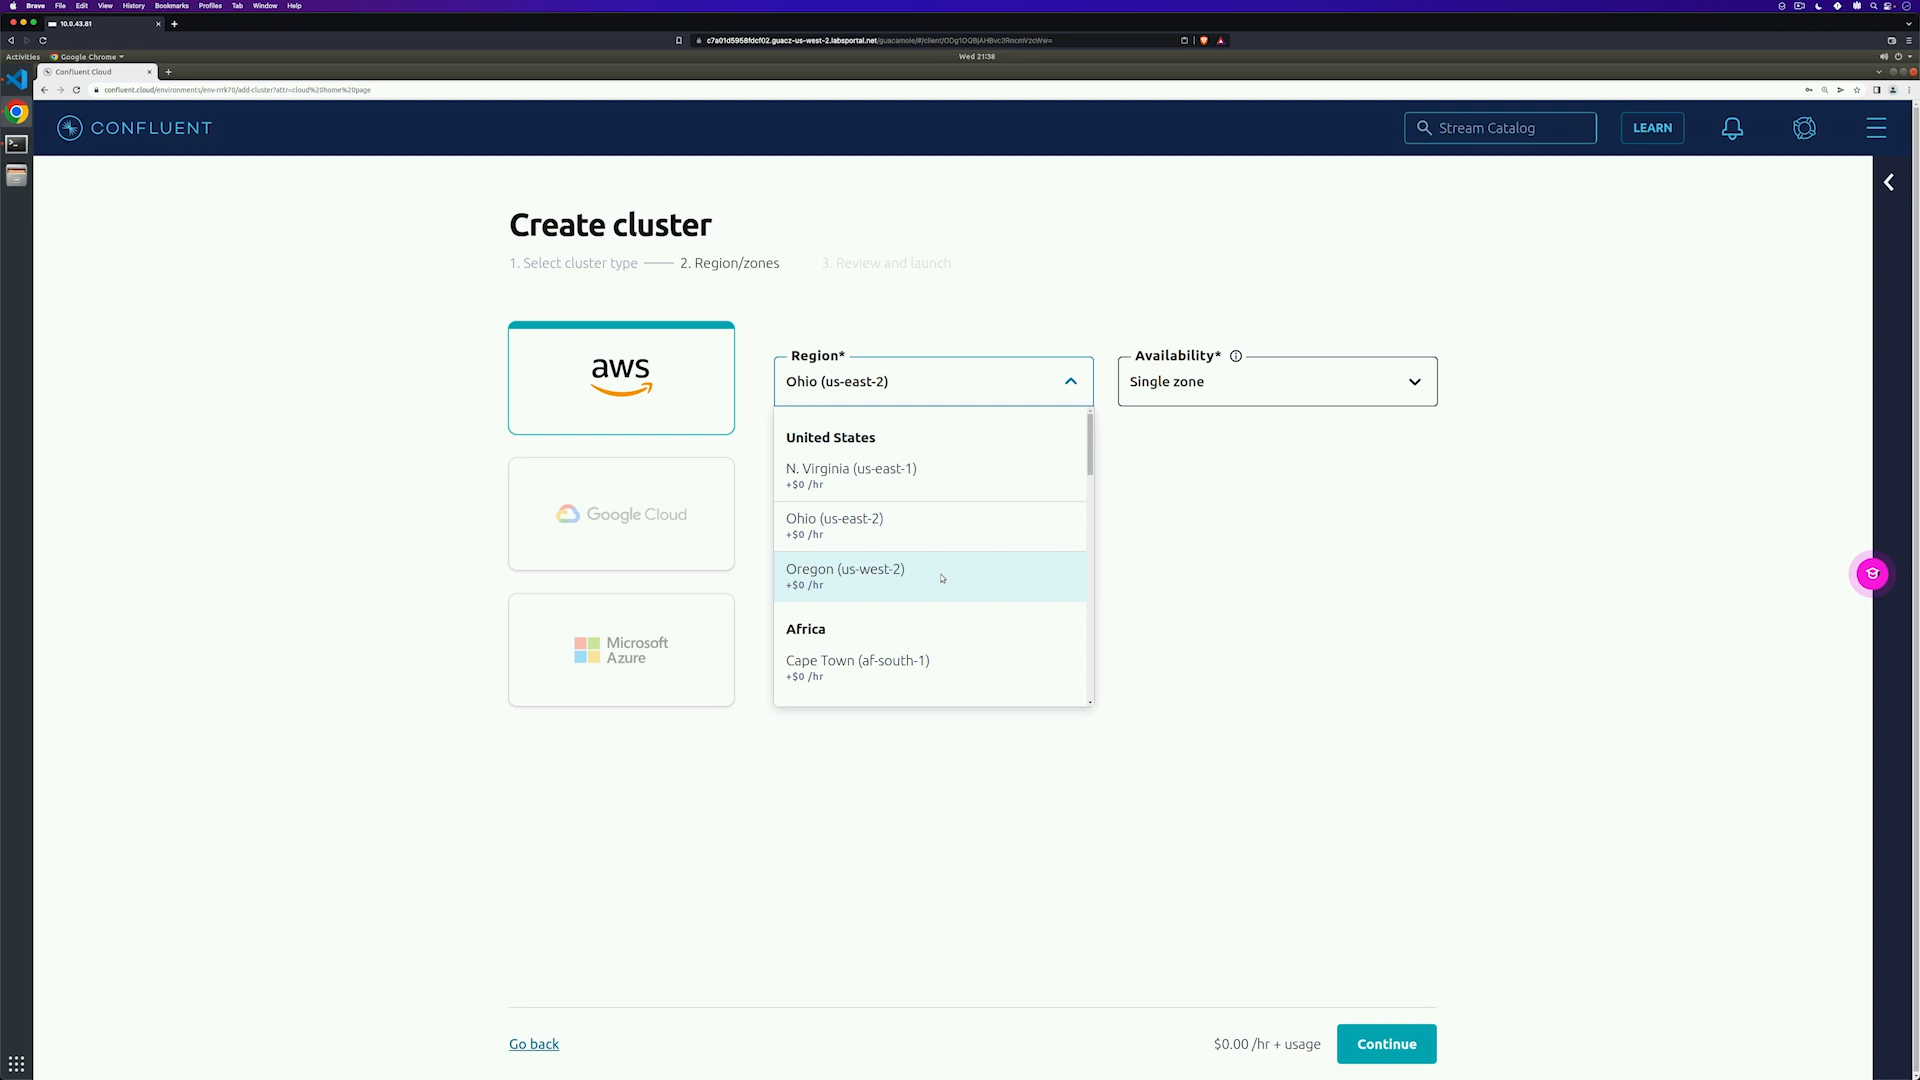 Brave File Edit View History Bookmarks Profiles Tab Window Help
10.0.43.81
c7a01d5958fdcf02.guacz-us-west-2.labsportal.net
Activities Google Chrome Wed 21:38
Confluent Cloud
confluent.cloud/environments/env-rrrk70/add-cluster?attr=cloud%20home%20page
CONFLUENT
Stream Catalog
LEARN
Create cluster
1. Select cluster type 2. Region/zones 3. Review and launch
aws
Google Cloud
Microsoft
Azure
Region*
Ohio (us-east-2)
United States
N. Virginia (us-east-1)
+$0 /hr
Ohio (us-east-2)
+$0 /hr
Oregon (us-west-2)
+$0 /hr
Africa
Cape Town (af-south-1)
+$0 /hr
Availability*
Single zone
Go back
$0.00 /hr + usage
Continue